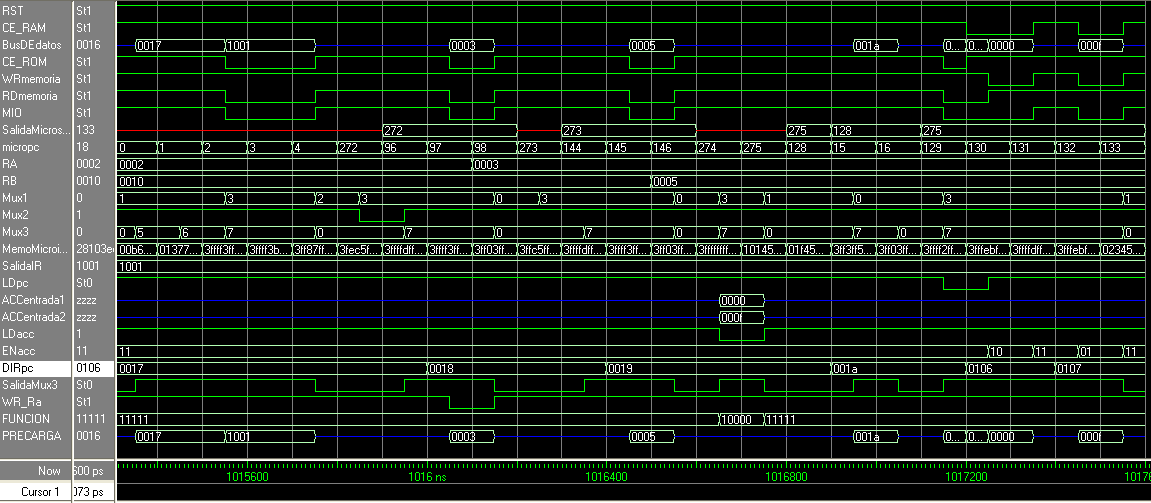 RST St1
CE_RAM St1
BusDEdatos 0016 0017 1001 0003 0005 001a 0... 0... 0000 000f
CE_ROM St1
WRmemoria St1
RDmemoria St1
MIO St1
SalidaMicros... 133 272 273 275 128 275
micropc 18 0 1 2 3 4 272 96 97 98 273 144 145 146 274 275 128 15 16 129 130 131 132 133
RA 0002 0002 0003
RB 0010 0010 0005
Mux1 0 1 3 2 3 0 3 0 3 1 0 3 1
Mux2 1
Mux3 0 0 5 6 7 0 7 0 7 0 7 0 7 0 7 0
MemoMicroi... 28103e 00b6... 01377... 3ffff3ff... 3ffff3b... 3ff87ff... 3fec5f... 3ffffdff... 3ffff3ff... 3ff03ff... 3ffc5ff... 3ffffdff... 3ffff3ff... 3ff03ff... 3ffffffff... 10145... 01f45... 3ff3ff5... 3ff03ff... 3ffff2ff... 3ffebf... 3ffffdff... 3ffebf... 02345...
SalidaIR 1001 1001
LDpc St0
ACCentrada1 zzzz 0000
ACCentrada2 zzzz 000f
LDacc 1
ENacc 11 11 10 11 01 11
DIRpc 0106 0017 0018 0019 001a 0106 0107
SalidaMux3 St0
WR_Ra St1
FUNCION 11111 11111 10000 11111
PRECARGA 0016 0017 1001 0003 0005 001a 0... 0... 0000 000f
Now 500 ps 1015600 1016 ns 1016400 1016800 1017200 10176
Cursor 1 073 ps